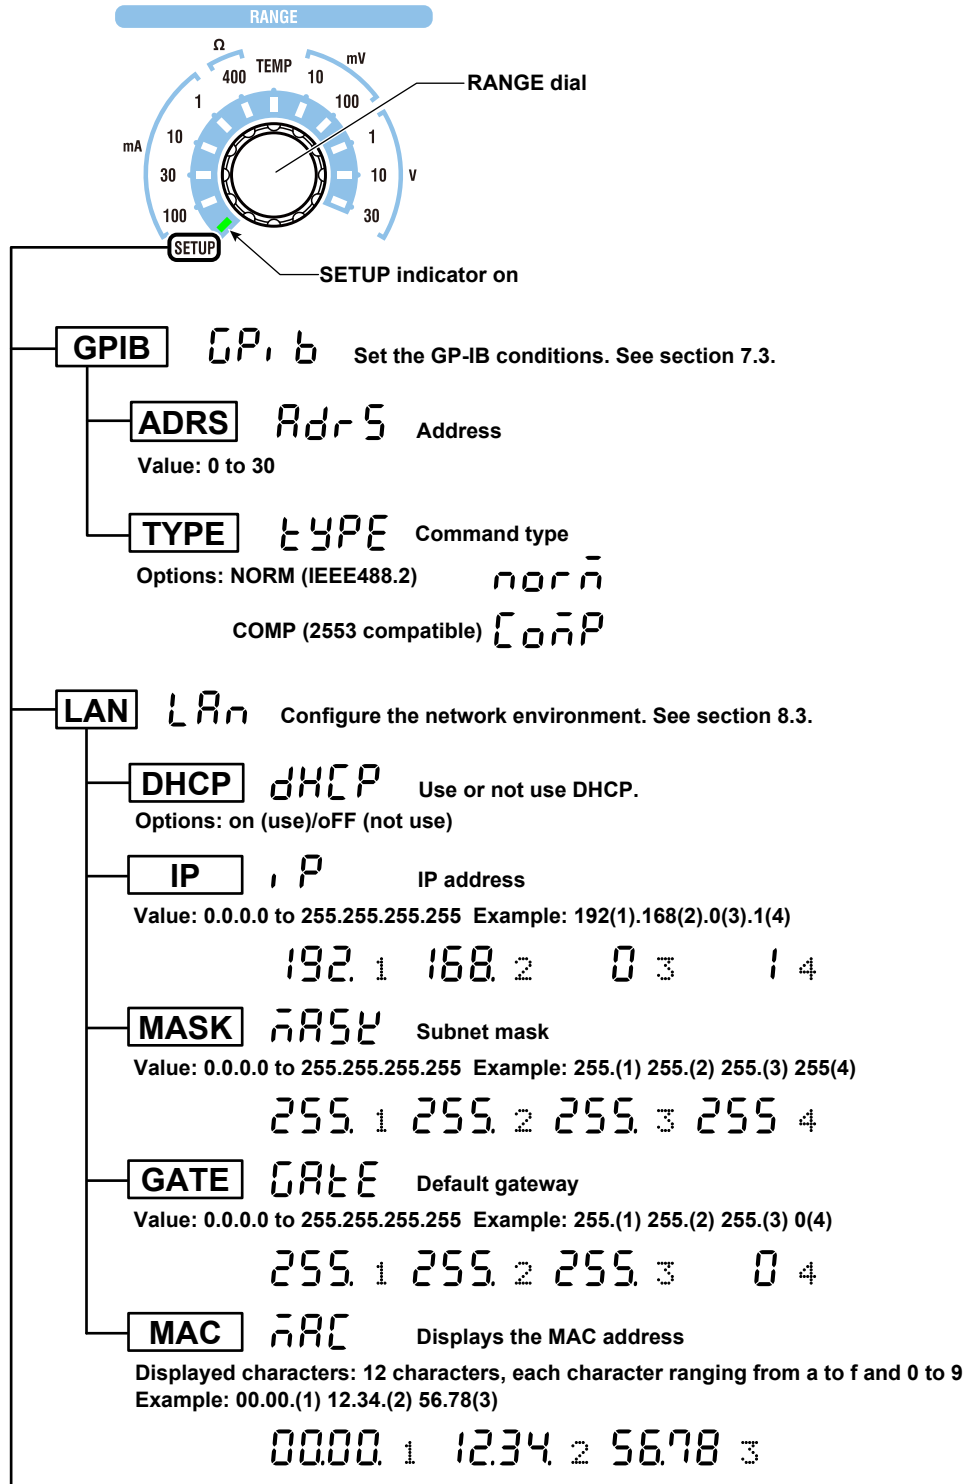 RANGE
Ω
mV
400 TEMP 10
1 100
mA 10 1
30 10 V
100 30
SETUP
RANGE dial
SETUP indicator on
GPIB GPi b Set the GP-IB conditions. See section 7.3.
ADRS AdrS Address
Value: 0 to 30
TYPE tYPE Command type
Options: NORM (IEEE488.2) norm
COMP (2553 compatible) ComP
LAN LAn Configure the network environment. See section 8.3.
DHCP dHCP Use or not use DHCP.
Options: on (use)/oFF (not use)
IP iP IP address
Value: 0.0.0.0 to 255.255.255.255 Example: 192(1).168(2).0(3).1(4)
192. 1 168. 2 0 3 1 4
MASK mASK Subnet mask
Value: 0.0.0.0 to 255.255.255.255 Example: 255.(1) 255.(2) 255.(3) 255(4)
255. 1 255. 2 255. 3 255 4
GATE GAtE Default gateway
Value: 0.0.0.0 to 255.255.255.255 Example: 255.(1) 255.(2) 255.(3) 0(4)
255. 1 255. 2 255. 3 0 4
MAC mAC Displays the MAC address
Displayed characters: 12 characters, each character ranging from a to f and 0 to 9
Example: 00.00.(1) 12.34.(2) 56.78(3)
00.00. 1 12.34. 2 56.78 3